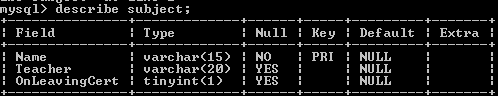 mysql> describe subject;
+----------------+-------------+------+-----+---------+-------+
| Field          | Type        | Null | Key | Default | Extra |
+----------------+-------------+------+-----+---------+-------+
| Name           | varchar(15) | NO   | PRI | NULL    |       |
| Teacher        | varchar(20) | YES  |     | NULL    |       |
| OnLeavingCert  | tinyint(1)  | YES  |     | NULL    |       |
+----------------+-------------+------+-----+---------+-------+